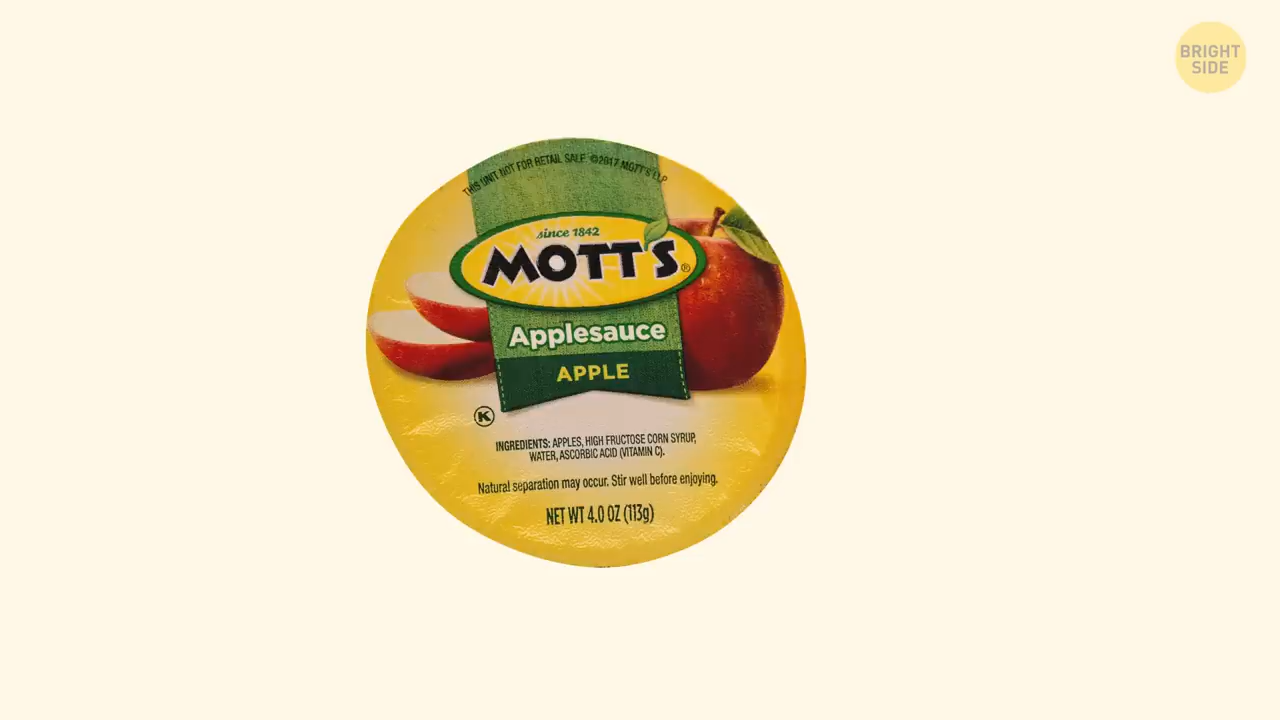 BRIGHT
SIDE
THIS UNIT NOT FOR RETAIL SALE ©2017 MOTT'S LLP
since 1842
MOTT'S®
Applesauce
APPLE
K
INGREDIENTS: APPLES, HIGH FRUCTOSE CORN SYRUP,
WATER, ASCORBIC ACID (VITAMIN C).
Natural separation may occur. Stir well before enjoying.
NET WT 4.0 OZ (113g)